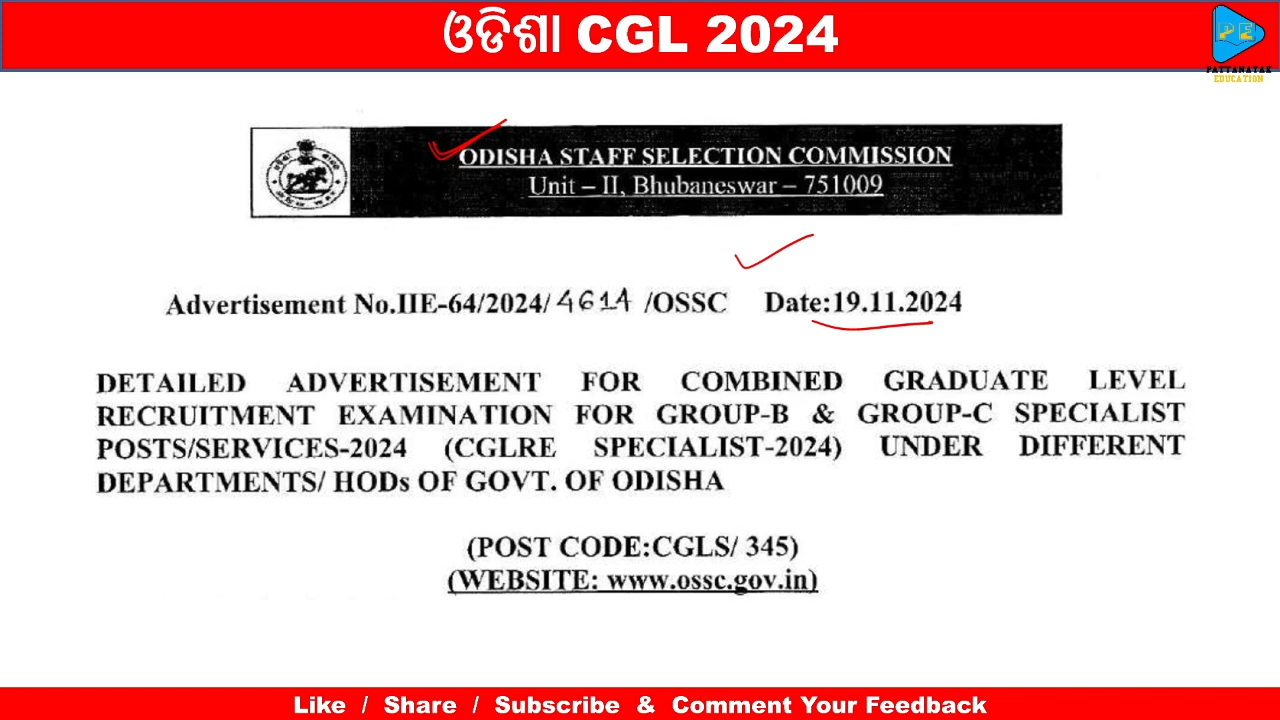 ଓଡିଶା CGL 2024
PE
PATTANAYAK
EDUCATION
ODISHA STAFF SELECTION COMMISSION
Unit – II, Bhubaneswar – 751009
Advertisement No.IIE-64/2024/ 4614 /OSSC Date:19.11.2024
DETAILED ADVERTISEMENT FOR COMBINED GRADUATE LEVEL
RECRUITMENT EXAMINATION FOR GROUP-B & GROUP-C SPECIALIST
POSTS/SERVICES-2024 (CGLRE SPECIALIST-2024) UNDER DIFFERENT
DEPARTMENTS/ HODs OF GOVT. OF ODISHA
(POST CODE:CGLS/ 345)
(WEBSITE: www.ossc.gov.in)
Like / Share / Subscribe & Comment Your Feedback